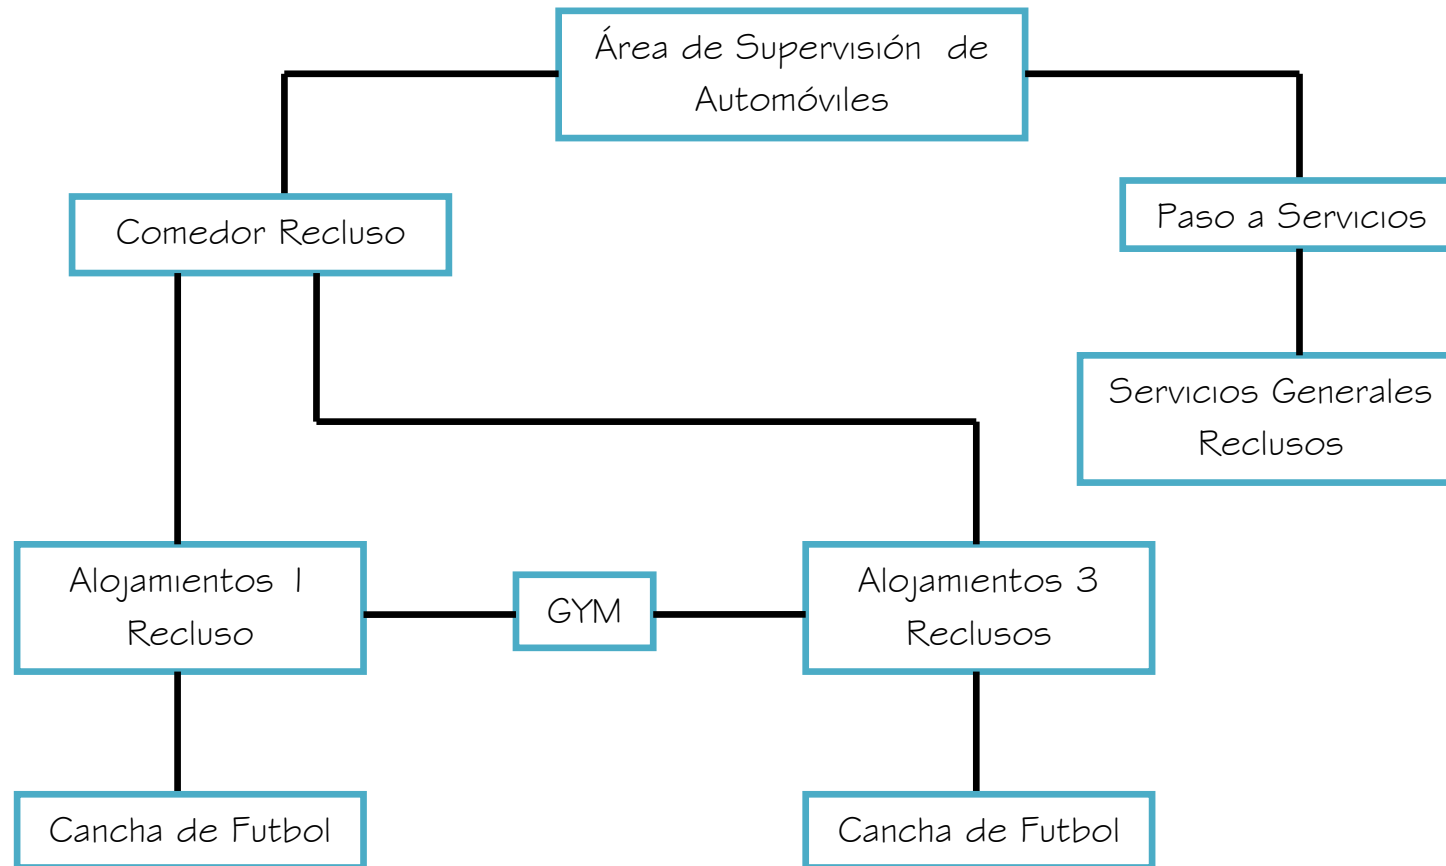 Área de Supervisión de
Automóviles
Comedor Recluso
Paso a Servicios
Servicios Generales
Reclusos
Alojamientos 1
Recluso
GYM
Alojamientos 3
Reclusos
Cancha de Futbol
Cancha de Futbol